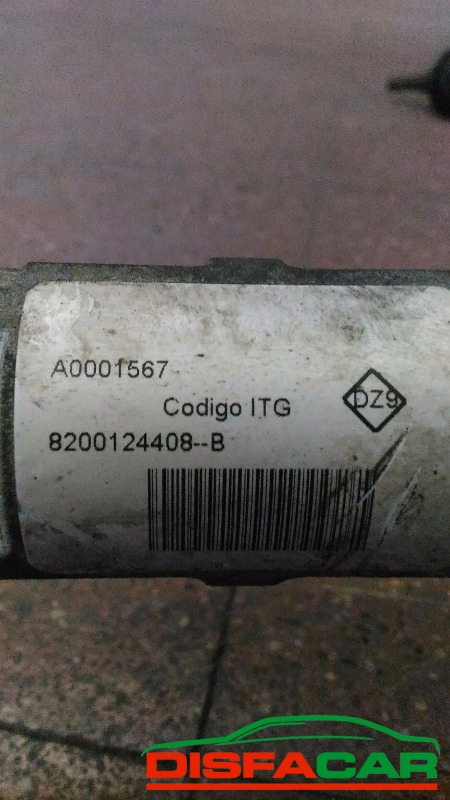 A0001567
Codigo ITG
DZ9
8200124408--B
DISFACAR